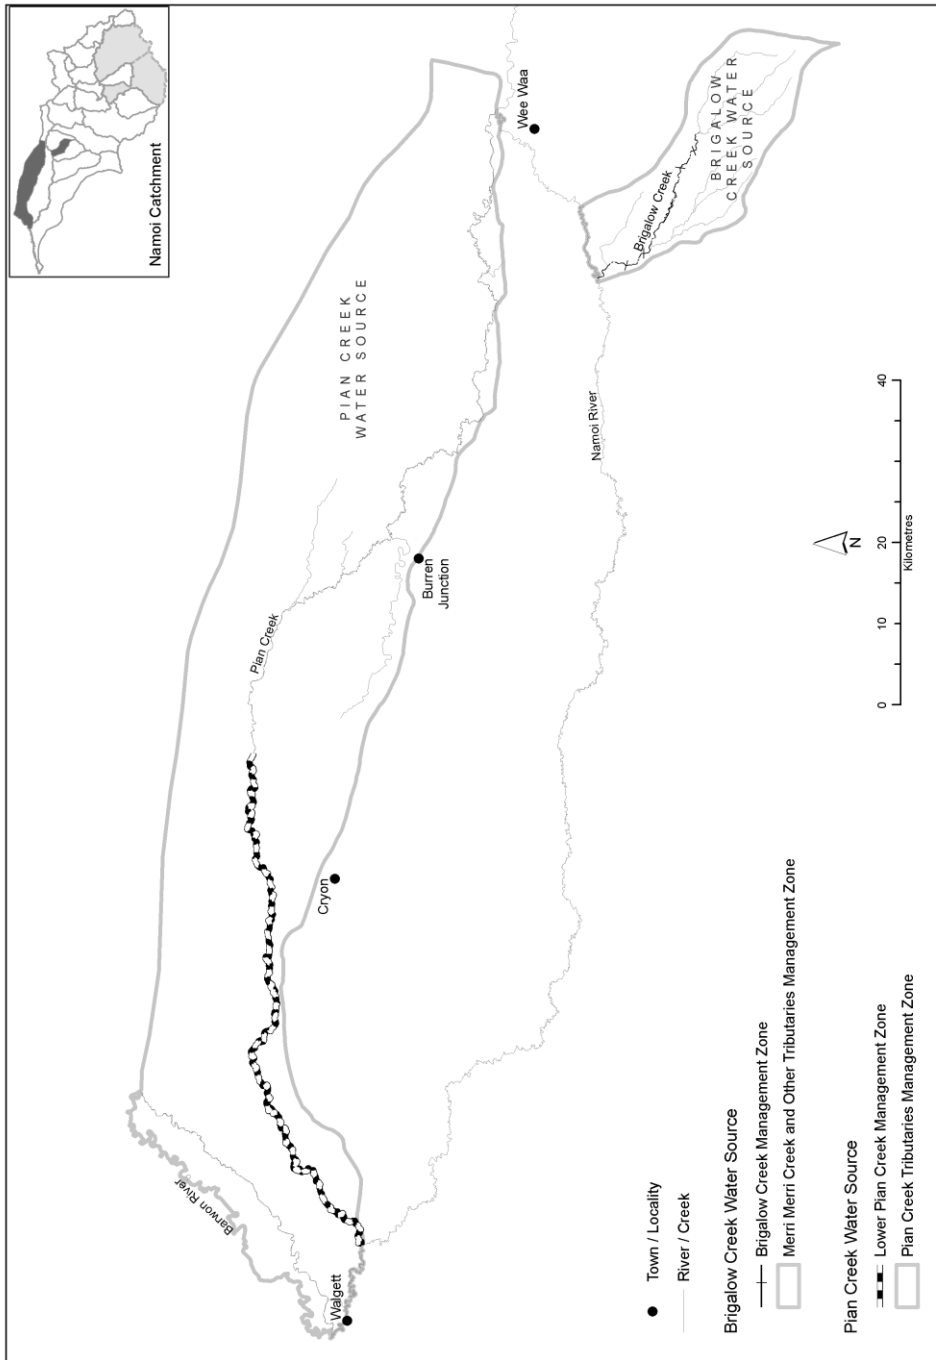 Namoi Catchment
Barwon River
Walgett
Pian Creek
Cryon
Burren
Junction
PIAN CREEK
WATER SOURCE
Wee Waa
Namoi River
Brigalow Creek
BRIGALOW
CREEK WATER
SOURCE
Town / Locality
River / Creek
Brigalow Creek Water Source
Brigalow Creek Management Zone
Merri Merri Creek and Other Tributaries Management Zone
Pian Creek Water Source
Lower Pian Creek Management Zone
Pian Creek Tributaries Management Zone
N
0 10 20 40
Kilometres